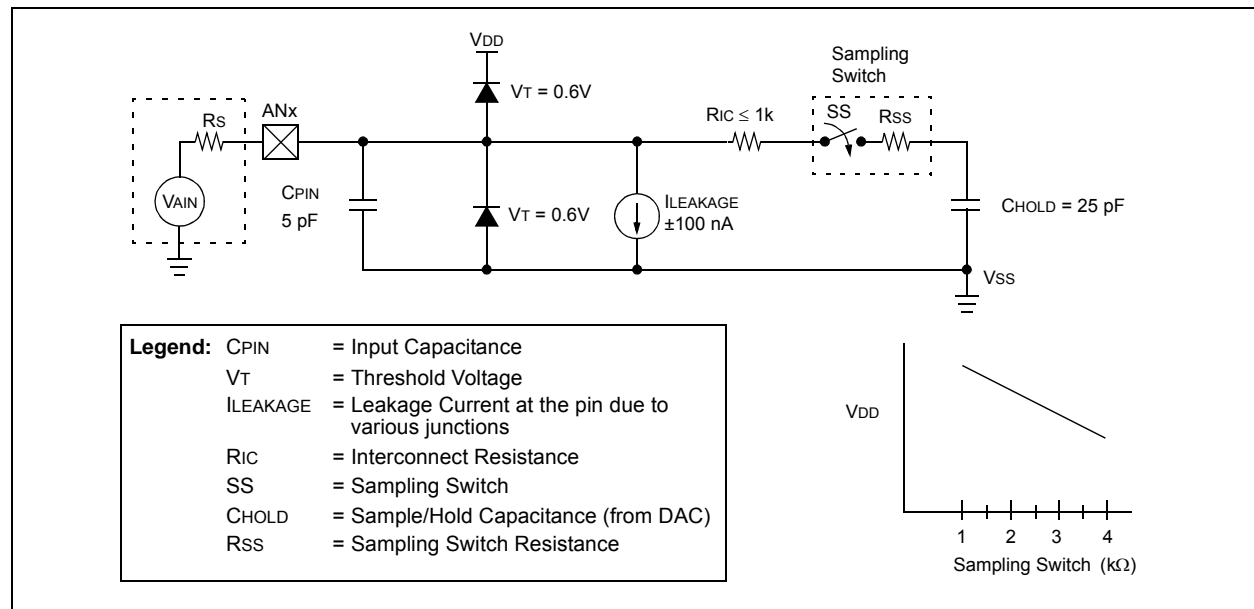 VDD
Sampling
Switch
VT = 0.6V
ANx
RS
RIC ≤ 1k
SS
RSS
VAIN
CPIN
5 pF
VT = 0.6V
ILEAKAGE
±100 nA
CHOLD = 25 pF
VSS
Legend: CPIN = Input Capacitance
VT = Threshold Voltage
ILEAKAGE = Leakage Current at the pin due to
various junctions
RIC = Interconnect Resistance
SS = Sampling Switch
CHOLD = Sample/Hold Capacitance (from DAC)
RSS = Sampling Switch Resistance
VDD
1 2 3 4
Sampling Switch (kΩ)